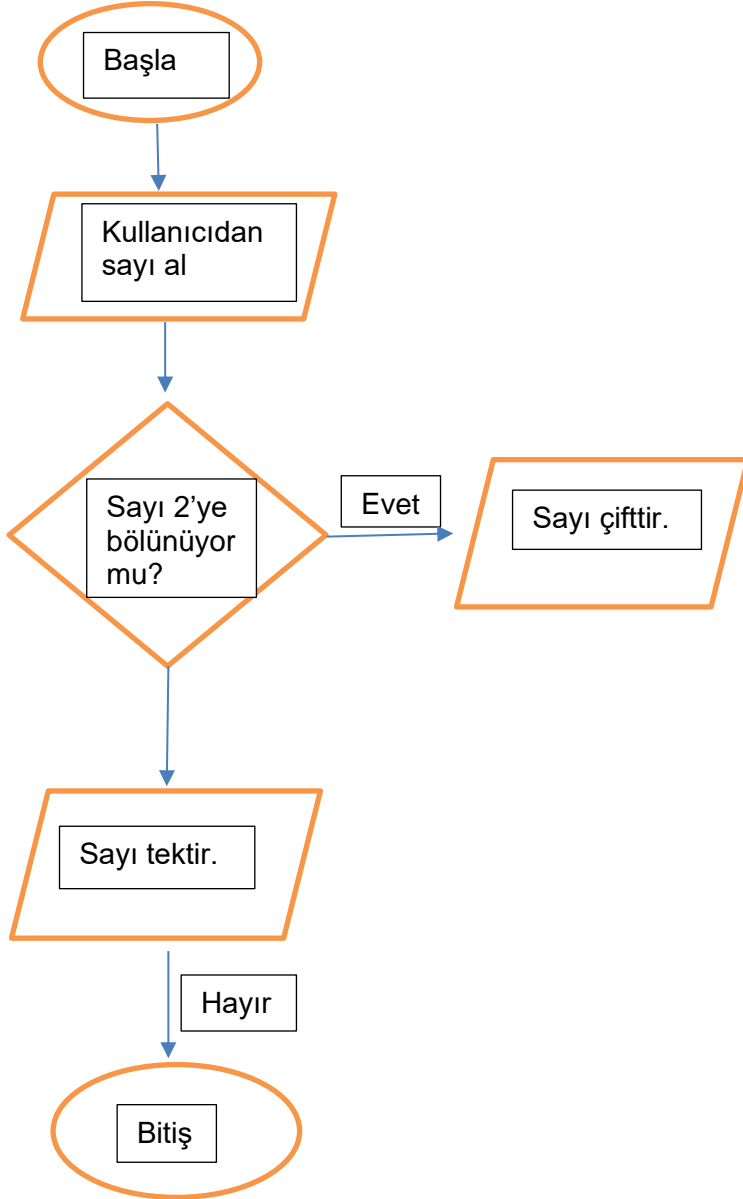 Başla
Kullanıcıdan
sayı al
Sayı 2’ye
bölünüyor
mu?
Evet
Sayı çifttir.
Sayı tektir.
Hayır
Bitiş